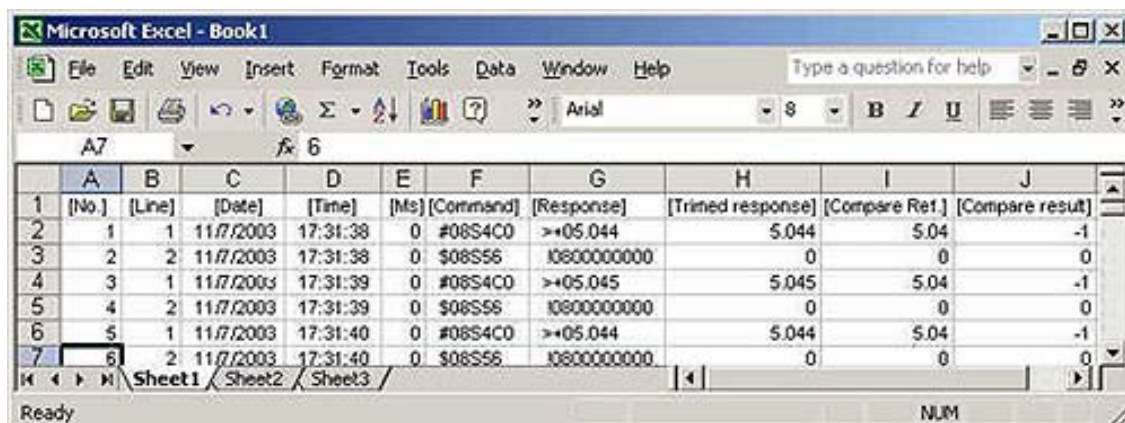 Microsoft Excel - Book1
File Edit View Insert Format Tools Data Window Help Type a question for help
Arial 8 B I U
A7 fx 6
A B C D E F G H I J
1 [No.] [Line] [Date] [Time] [Ms] [Command] [Response] [Trimed response] [Compare Ref.] [Compare result]
2 1 1 11/7/2003 17:31:38 0 #08S4C0 >+05.044 5.044 5.04 -1
3 2 2 11/7/2003 17:31:38 0 $08S56 !0800000000 0 0 0
4 3 1 11/7/2003 17:31:39 0 #08S4C0 >+05.045 5.045 5.04 -1
5 4 2 11/7/2003 17:31:39 0 $08S56 !0800000000 0 0 0
6 5 1 11/7/2003 17:31:40 0 #08S4C0 >+05.044 5.044 5.04 -1
7 6 2 11/7/2003 17:31:40 0 $08S56 !0800000000 0 0 0
Sheet1 Sheet2 Sheet3
Ready NUM